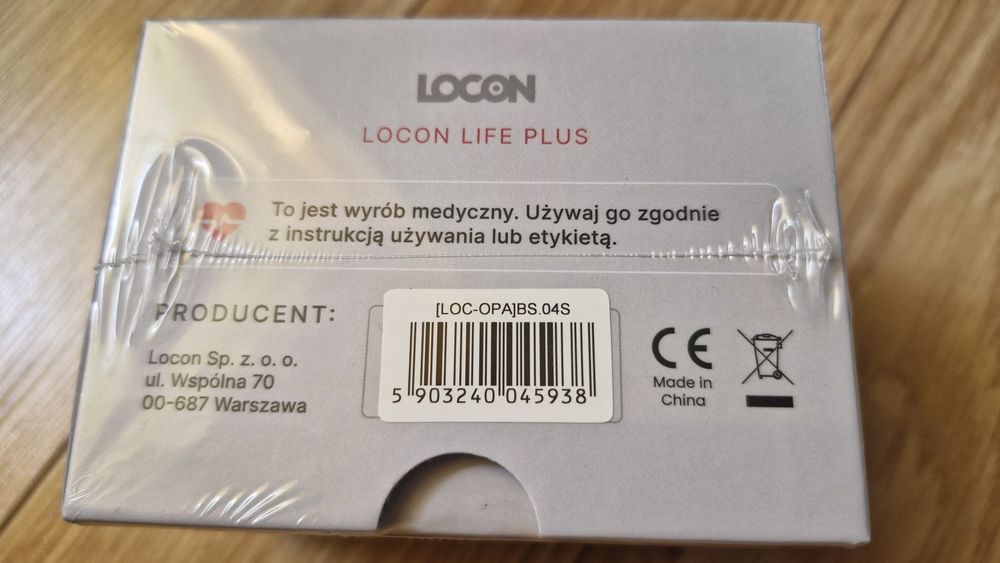 LOCON
LOCON LIFE PLUS
To jest wyrób medyczny. Używaj go zgodnie
z instrukcją używania lub etykietą.
PRODUCENT:
Locon Sp. z. o. o.
ul. Wspólna 70
00-687 Warszawa
[LOC-OPA]BS.04S
5 903240 045938
CE
Made in
China